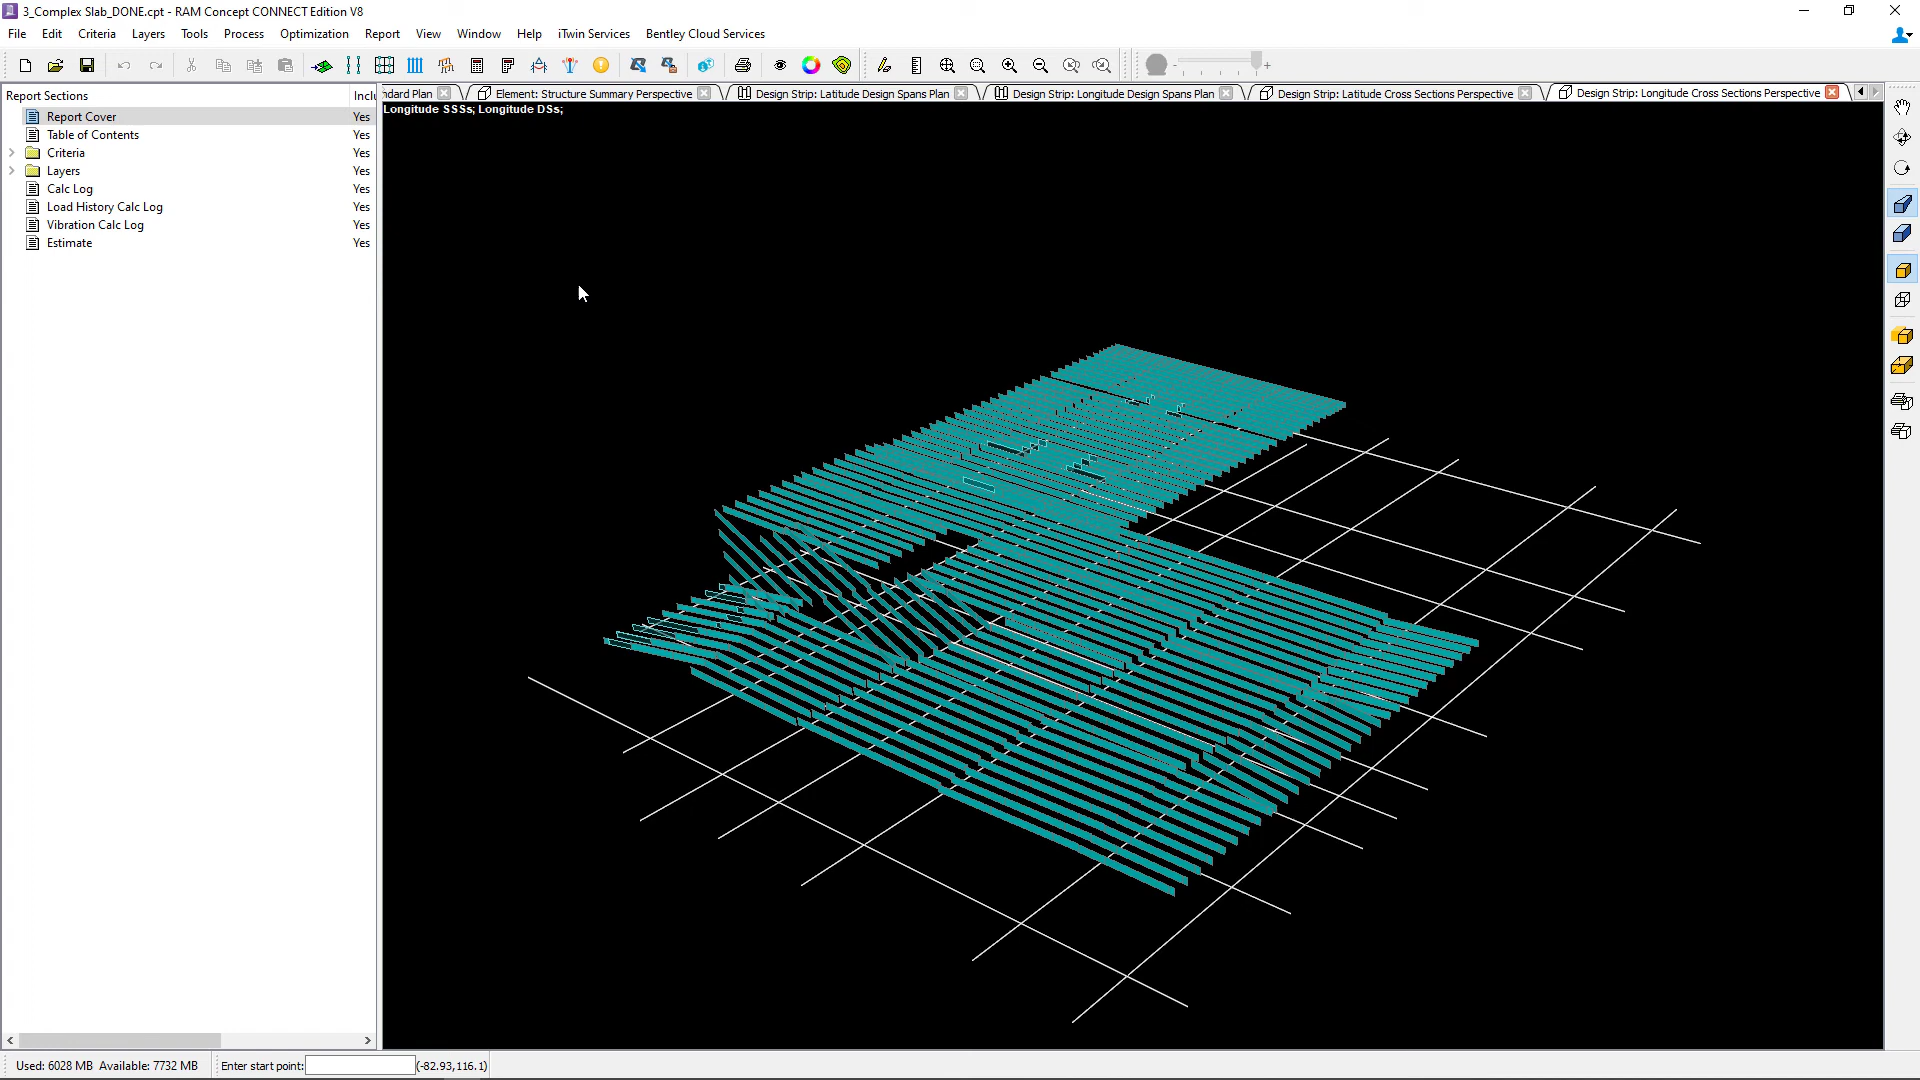 3_Complex Slab_DONE.cpt - RAM Concept CONNECT Edition V8
File Edit Criteria Layers Tools Process Optimization Report View Window Help iTwin Services Bentley Cloud Services
Report Sections
Report Cover Yes
Table of Contents Yes
Criteria Yes
Layers Yes
Calc Log Yes
Load History Calc Log Yes
Vibration Calc Log Yes
Estimate Yes
Plan Element: Structure Summary Perspective Design Strip: Latitude Design Spans Plan Design Strip: Longitude Design Spans Plan Design Strip: Latitude Cross Sections Perspective Design Strip: Longitude Cross Sections Perspective
Longitude SSSs; Longitude DSs;
Used: 6028 MB Available: 7732 MB Enter start point: (-82.93,116.1)